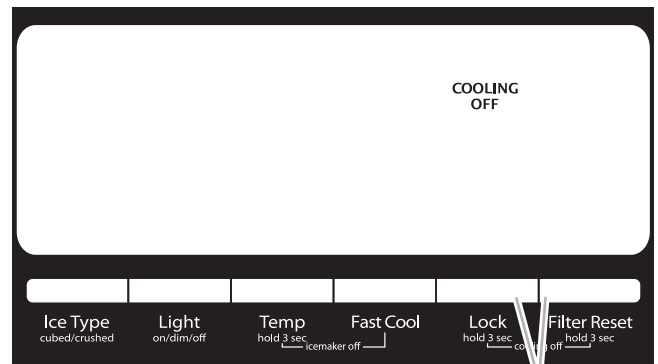 COOLING
OFF
Ice Type
cubed/crushed
Light
on/dim/off
Temp
hold 3 sec
Fast Cool
icemaker off
Lock
hold 3 sec
Filter Reset
hold 3 sec
off